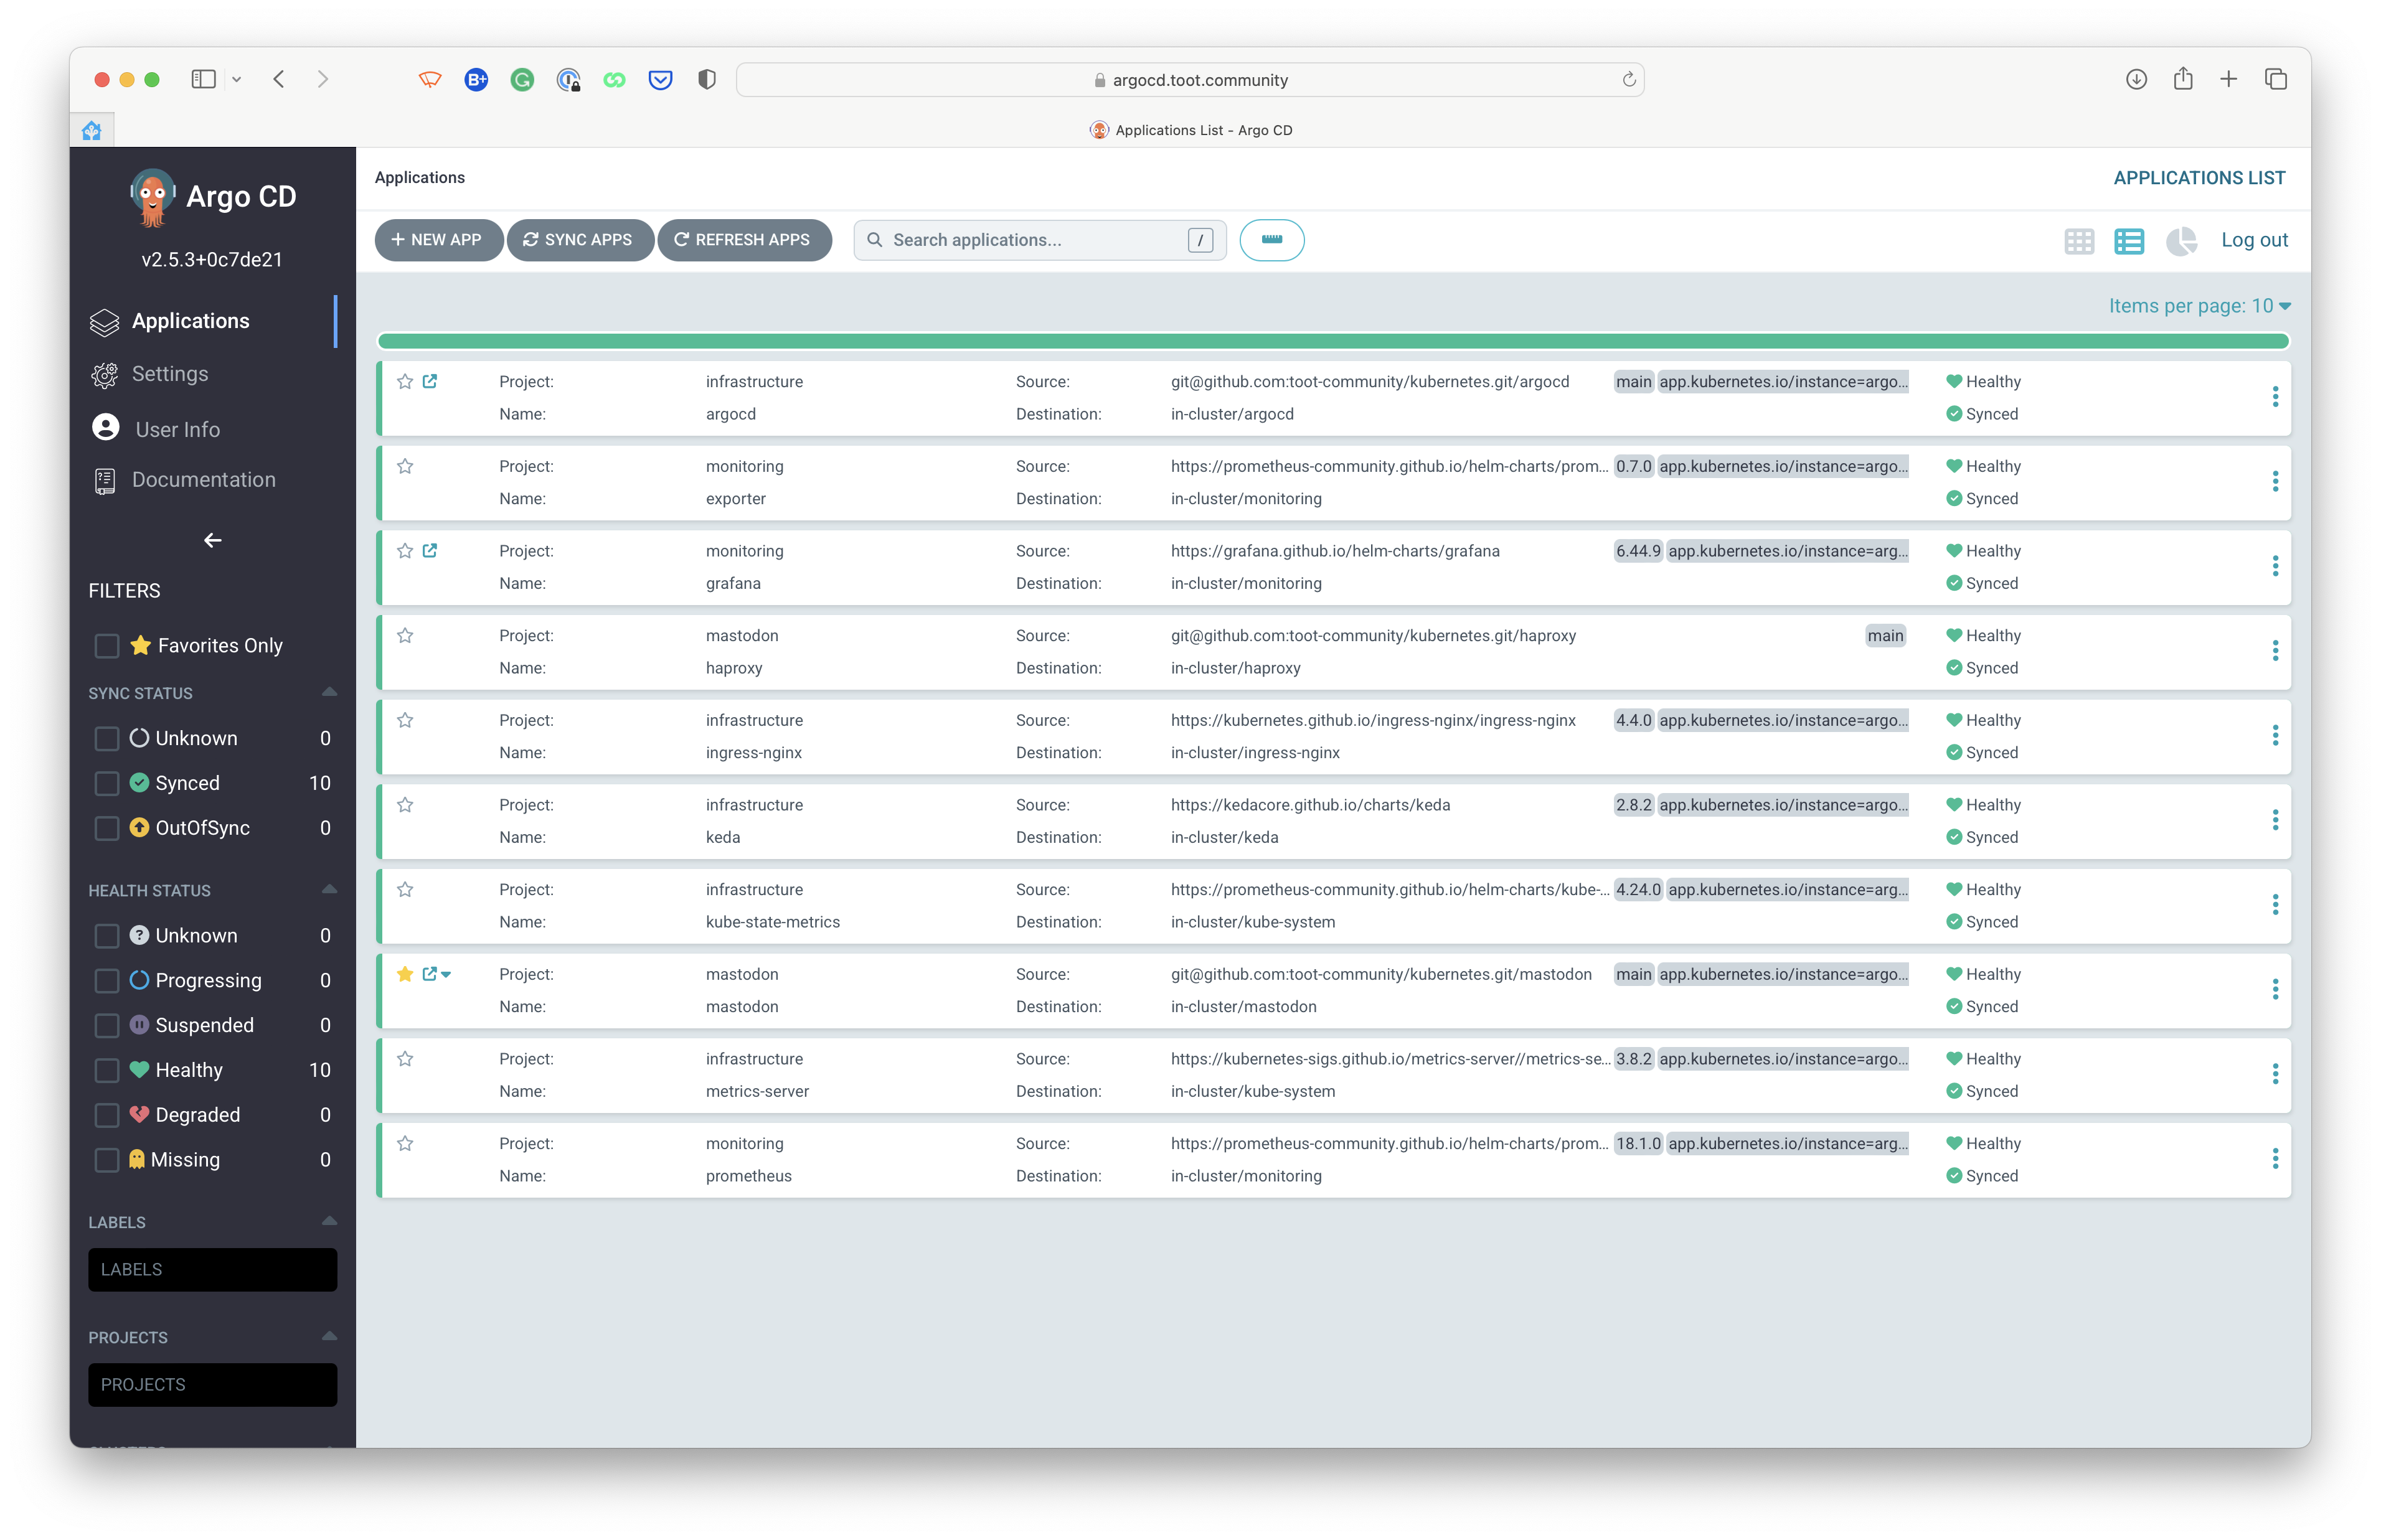 argocd.toot.community
Applications List - Argo CD
Argo CD
v2.5.3+0c7de21
Applications
Settings
User Info
Documentation
FILTERS
Favorites Only
SYNC STATUS
Unknown 0
Synced 10
OutOfSync 0
HEALTH STATUS
Unknown 0
Progressing 0
Suspended 0
Healthy 10
Degraded 0
Missing 0
LABELS
LABELS
PROJECTS
PROJECTS
Applications APPLICATIONS LIST
+ NEW APP SYNC APPS REFRESH APPS Search applications... / Log out
Items per page: 10
Project: infrastructure Source: git@github.com:toot-community/kubernetes.git/argocd main app.kubernetes.io/instance=argo... Healthy
Name: argocd Destination: in-cluster/argocd Synced
Project: monitoring Source: https://prometheus-community.github.io/helm-charts/prom... 0.7.0 app.kubernetes.io/instance=argo... Healthy
Name: exporter Destination: in-cluster/monitoring Synced
Project: monitoring Source: https://grafana.github.io/helm-charts/grafana 6.44.9 app.kubernetes.io/instance=arg... Healthy
Name: grafana Destination: in-cluster/monitoring Synced
Project: mastodon Source: git@github.com:toot-community/kubernetes.git/haproxy main Healthy
Name: haproxy Destination: in-cluster/haproxy Synced
Project: infrastructure Source: https://kubernetes.github.io/ingress-nginx/ingress-nginx 4.4.0 app.kubernetes.io/instance=argo... Healthy
Name: ingress-nginx Destination: in-cluster/ingress-nginx Synced
Project: infrastructure Source: https://kedacore.github.io/charts/keda 2.8.2 app.kubernetes.io/instance=argo... Healthy
Name: keda Destination: in-cluster/keda Synced
Project: infrastructure Source: https://prometheus-community.github.io/helm-charts/kube-... 4.24.0 app.kubernetes.io/instance=arg... Healthy
Name: kube-state-metrics Destination: in-cluster/kube-system Synced
Project: mastodon Source: git@github.com:toot-community/kubernetes.git/mastodon main app.kubernetes.io/instance=argo... Healthy
Name: mastodon Destination: in-cluster/mastodon Synced
Project: infrastructure Source: https://kubernetes-sigs.github.io/metrics-server//metrics-se... 3.8.2 app.kubernetes.io/instance=argo... Healthy
Name: metrics-server Destination: in-cluster/kube-system Synced
Project: monitoring Source: https://prometheus-community.github.io/helm-charts/prom... 18.1.0 app.kubernetes.io/instance=arg... Healthy
Name: prometheus Destination: in-cluster/monitoring Synced